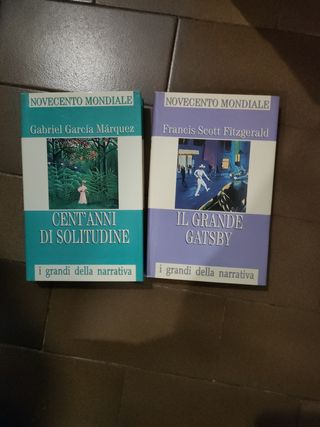 NOVECENTO MONDIALE
Gabriel García Márquez
CENT'ANNI
DI SOLITUDINE
i grandi della narrativa
NOVECENTO MONDIALE
Francis Scott Fitzgerald
IL GRANDE
GATSBY
i grandi della narrativa